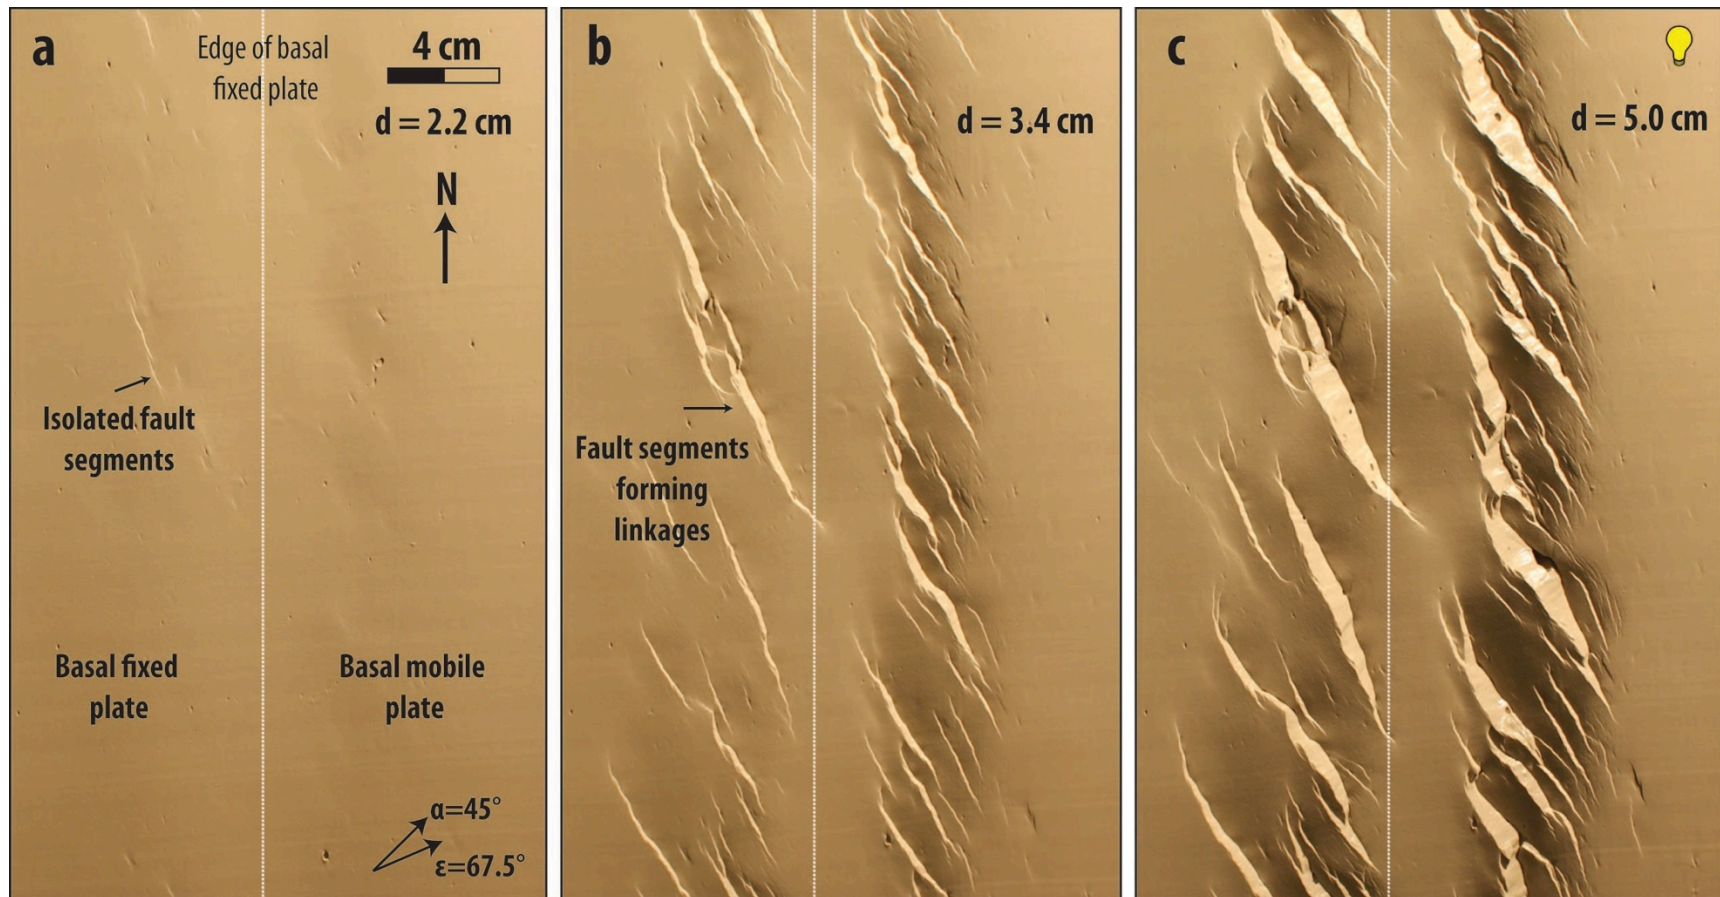 a
Edge of basal
fixed plate
4 cm
d = 2.2 cm
N
Isolated fault
segments
Basal fixed
plate
Basal mobile
plate
α=45°
ε=67.5°
b
d = 3.4 cm
Fault segments
forming
linkages
c
d = 5.0 cm